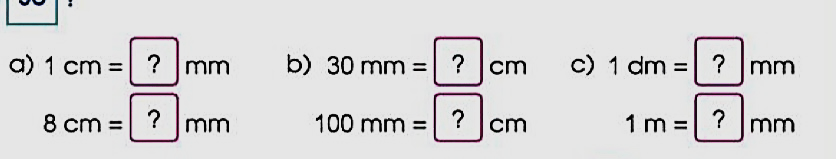 ?
a) 1 cm = ? mm b) 30 mm = ? cm c) 1 dm = ? mm
8 cm = ? mm 100 mm = ? cm 1 m = ? mm